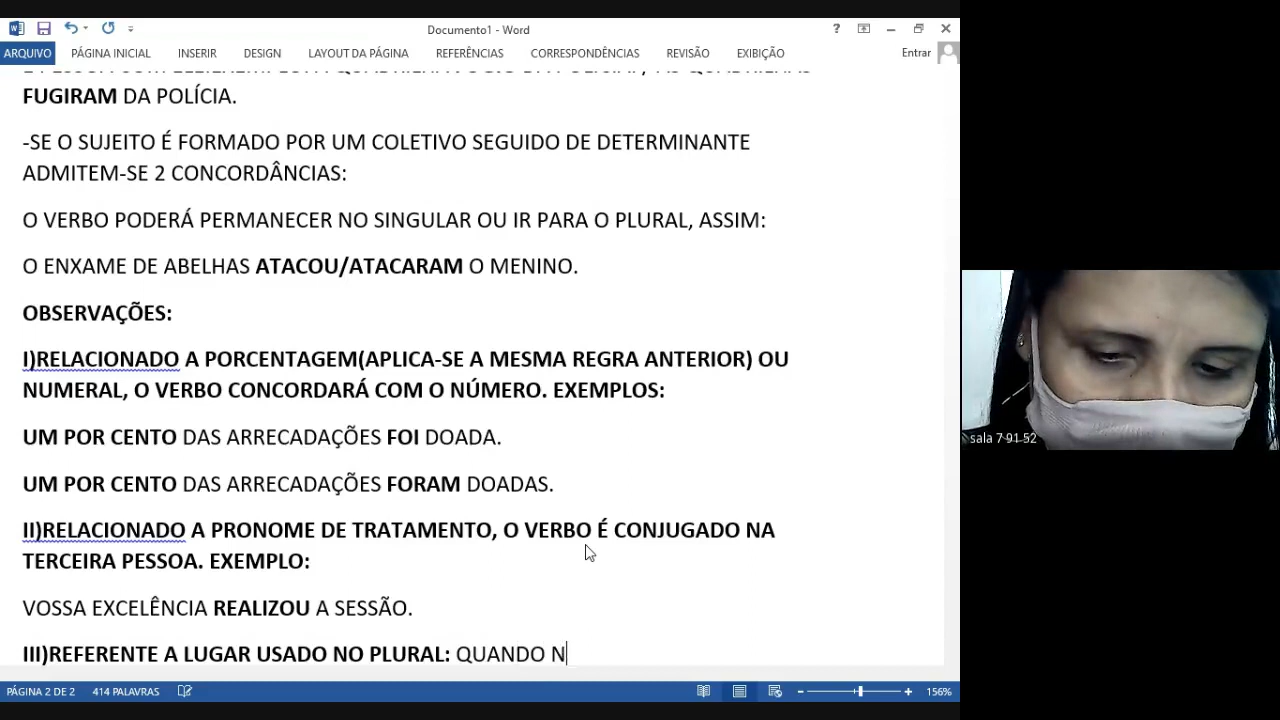 Documento1 - Word
?
ARQUIVO PÁGINA INICIAL INSERIR DESIGN LAYOUT DA PÁGINA REFERÊNCIAS CORRESPONDÊNCIAS REVISÃO EXIBIÇÃO Entrar
FUGIRAM DA POLÍCIA.
-SE O SUJEITO É FORMADO POR UM COLETIVO SEGUIDO DE DETERMINANTE
ADMITEM-SE 2 CONCORDÂNCIAS:
O VERBO PODERÁ PERMANECER NO SINGULAR OU IR PARA O PLURAL, ASSIM:
O ENXAME DE ABELHAS ATACOU/ATACARAM O MENINO.
OBSERVAÇÕES:
I)RELACIONADO A PORCENTAGEM(APLICA-SE A MESMA REGRA ANTERIOR) OU
NUMERAL, O VERBO CONCORDARÁ COM O NÚMERO. EXEMPLOS:
UM POR CENTO DAS ARRECADAÇÕES FOI DOADA.
UM POR CENTO DAS ARRECADAÇÕES FORAM DOADAS.
II)RELACIONADO A PRONOME DE TRATAMENTO, O VERBO É CONJUGADO NA
TERCEIRA PESSOA. EXEMPLO:
VOSSA EXCELÊNCIA REALIZOU A SESSÃO.
III)REFERENTE A LUGAR USADO NO PLURAL: QUANDO N
PÁGINA 2 DE 2 414 PALAVRAS 156%
sala 7 91 52